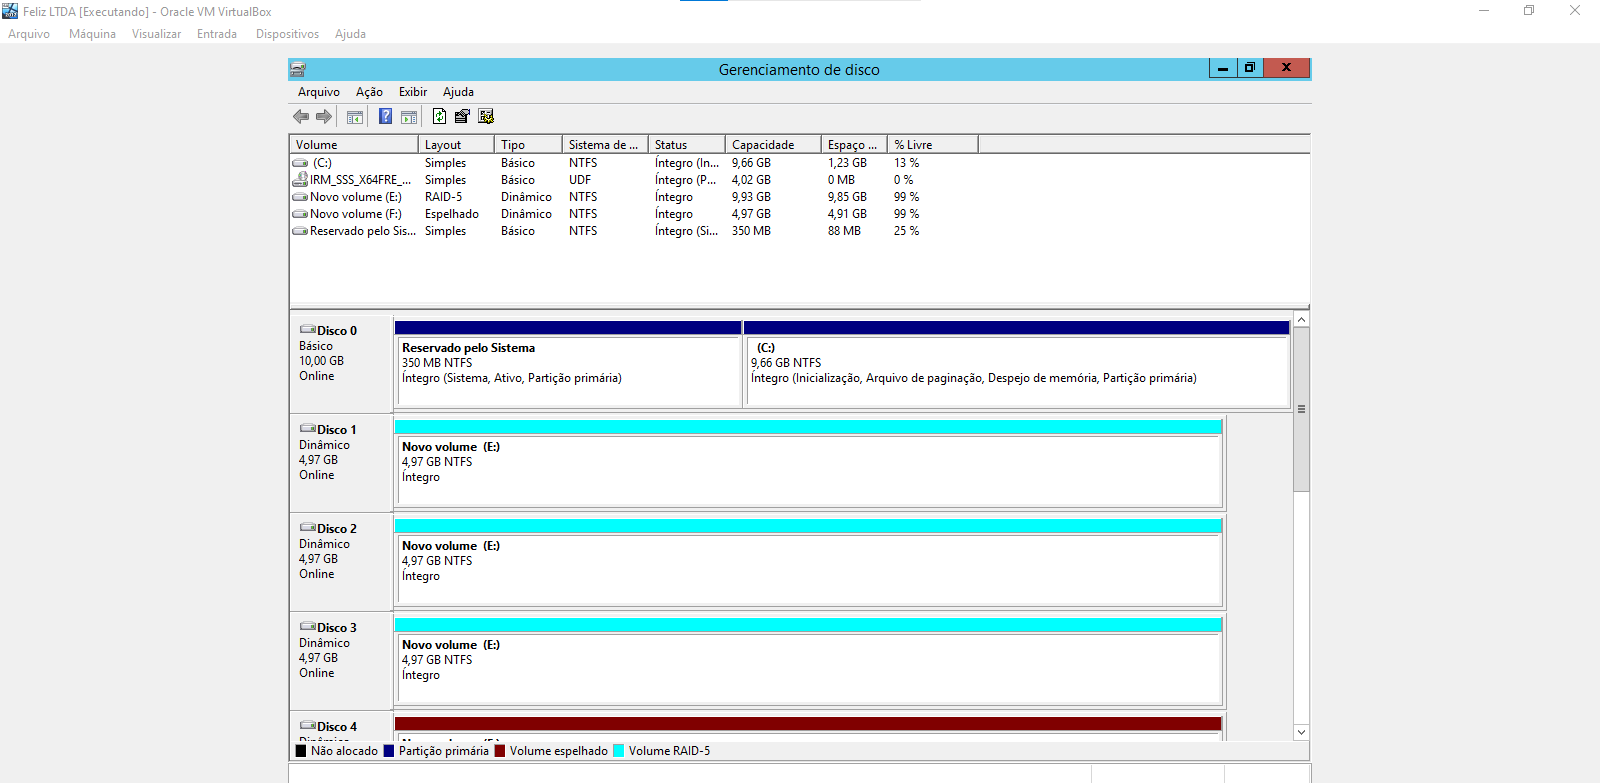 Feliz LTDA [Executando] - Oracle VM VirtualBox
Arquivo Máquina Visualizar Entrada Dispositivos Ajuda
Gerenciamento de disco
Arquivo Ação Exibir Ajuda
Volume Layout Tipo Sistema de ... Status Capacidade Espaço ... % Livre
(C:) Simples Básico NTFS Íntegro (In... 9,66 GB 1,23 GB 13 %
IRM_SSS_X64FRE_... Simples Básico UDF Íntegro (P... 4,02 GB 0 MB 0 %
Novo volume (E:) RAID-5 Dinâmico NTFS Íntegro 9,93 GB 9,85 GB 99 %
Novo volume (F:) Espelhado Dinâmico NTFS Íntegro 4,97 GB 4,91 GB 99 %
Reservado pelo Sis... Simples Básico NTFS Íntegro (Si... 350 MB 88 MB 25 %
Disco 0
Básico
10,00 GB
Online
Reservado pelo Sistema
350 MB NTFS
Íntegro (Sistema, Ativo, Partição primária)
(C:)
9,66 GB NTFS
Íntegro (Inicialização, Arquivo de paginação, Despejo de memória, Partição primária)
Disco 1
Dinâmico
4,97 GB
Online
Novo volume (E:)
4,97 GB NTFS
Íntegro
Disco 2
Dinâmico
4,97 GB
Online
Novo volume (E:)
4,97 GB NTFS
Íntegro
Disco 3
Dinâmico
4,97 GB
Online
Novo volume (E:)
4,97 GB NTFS
Íntegro
Disco 4
Não alocado Partição primária Volume espelhado Volume RAID-5